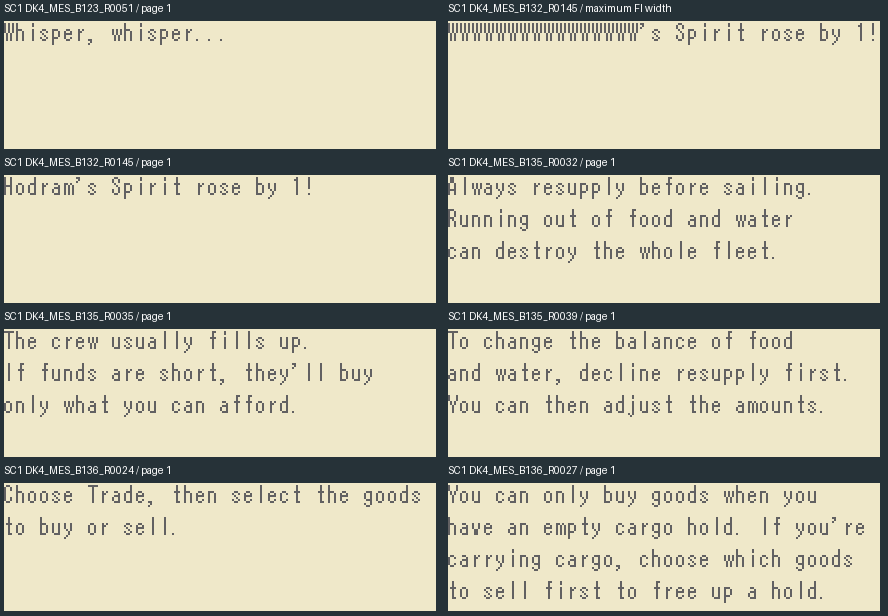 SC1 DK4_MES_B123_R0051 / page 1
Whisper, whisper...
SC1 DK4_MES_B132_R0145 / maximum FI width
WWWWWWWWWWWWWWWW's Spirit rose by 1!
SC1 DK4_MES_B132_R0145 / page 1
Hodram's Spirit rose by 1!
SC1 DK4_MES_B135_R0032 / page 1
Always resupply before sailing.
Running out of food and water
can destroy the whole fleet.
SC1 DK4_MES_B135_R0035 / page 1
The crew usually fills up.
If funds are short, they'll buy
only what you can afford.
SC1 DK4_MES_B135_R0039 / page 1
To change the balance of food
and water, decline resupply first.
You can then adjust the amounts.
SC1 DK4_MES_B136_R0024 / page 1
Choose Trade, then select the goods
to buy or sell.
SC1 DK4_MES_B136_R0027 / page 1
You can only buy goods when you
have an empty cargo hold. If you're
carrying cargo, choose which goods
to sell first to free up a hold.